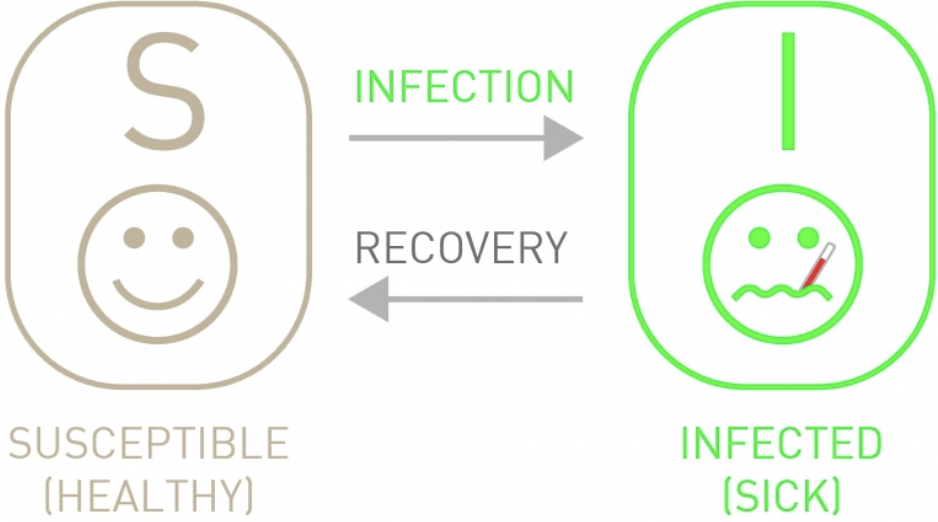 S
INFECTION
I
RECOVERY
SUSCEPTIBLE
(HEALTHY)
INFECTED
(SICK)